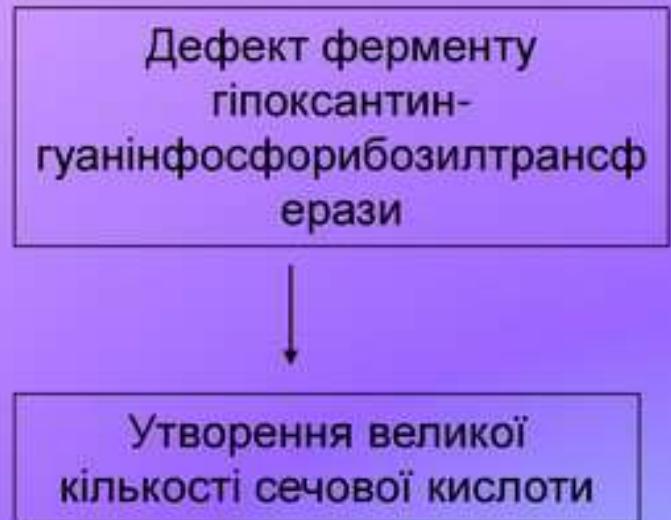 Дефект ферменту
гіпоксантин-
гуанінфосфорибозилтрансф
ерази
Утворення великої
кількості сечової кислоти